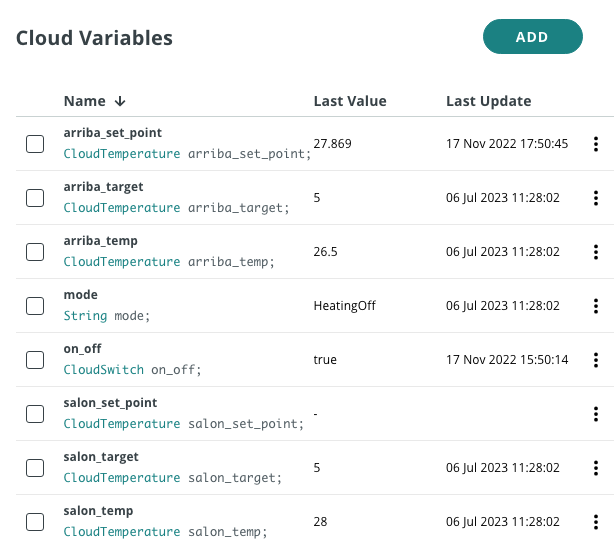 Cloud Variables
ADD
Name ↓ Last Value Last Update
arriba_set_point
CloudTemperature arriba_set_point; 27.869 17 Nov 2022 17:50:45
arriba_target
CloudTemperature arriba_target; 5 06 Jul 2023 11:28:02
arriba_temp
CloudTemperature arriba_temp; 26.5 06 Jul 2023 11:28:02
mode
String mode; HeatingOff 06 Jul 2023 11:28:02
on_off
CloudSwitch on_off; true 17 Nov 2022 15:50:14
salon_set_point
CloudTemperature salon_set_point; -
salon_target
CloudTemperature salon_target; 5 06 Jul 2023 11:28:02
salon_temp
CloudTemperature salon_temp; 28 06 Jul 2023 11:28:02